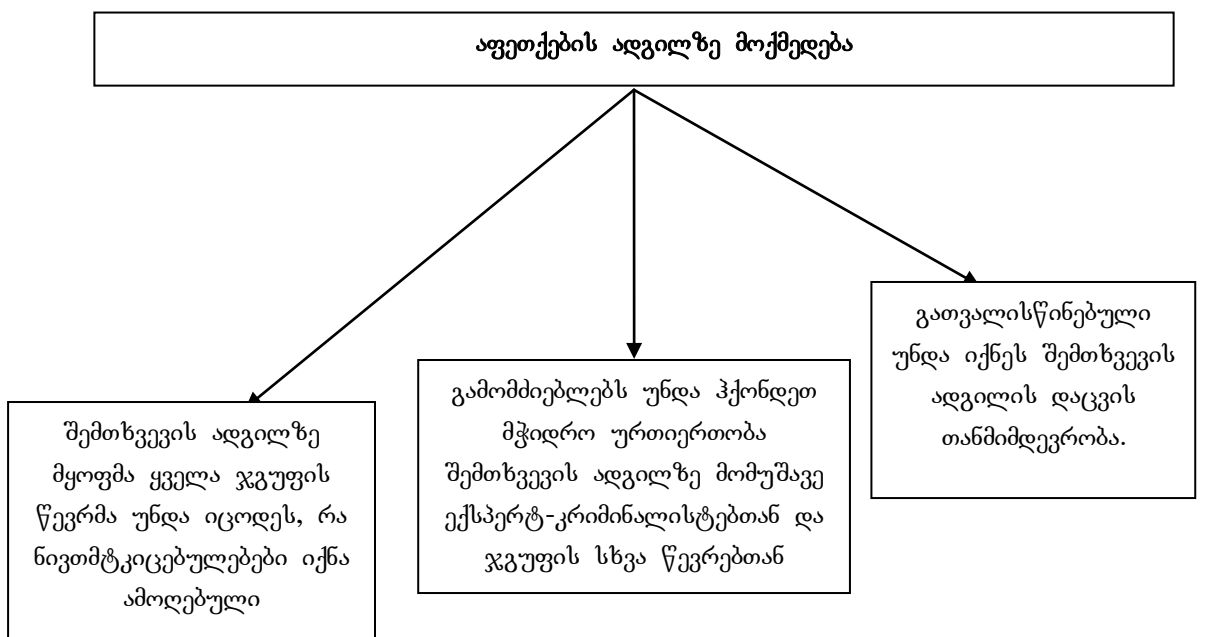 აფეთქების ადგილზე მოქმედება
შემთხვევის ადგილზე
მყოფმა ყველა ჯგუფის
წევრმა უნდა იცოდეს, რა
ნივთმტკიცებულებები იქნა
ამოღებული
გამომძიებლებს უნდა ჰქონდეთ
მჭიდრო ურთიერთობა
შემთხვევის ადგილზე მომუშავე
ექსპერტ-კრიმინალისტებთან და
ჯგუფის სხვა წევრებთან
გათვალისწინებული
უნდა იქნეს შემთხვევის
ადგილის დაცვის
თანმიმდევრობა.